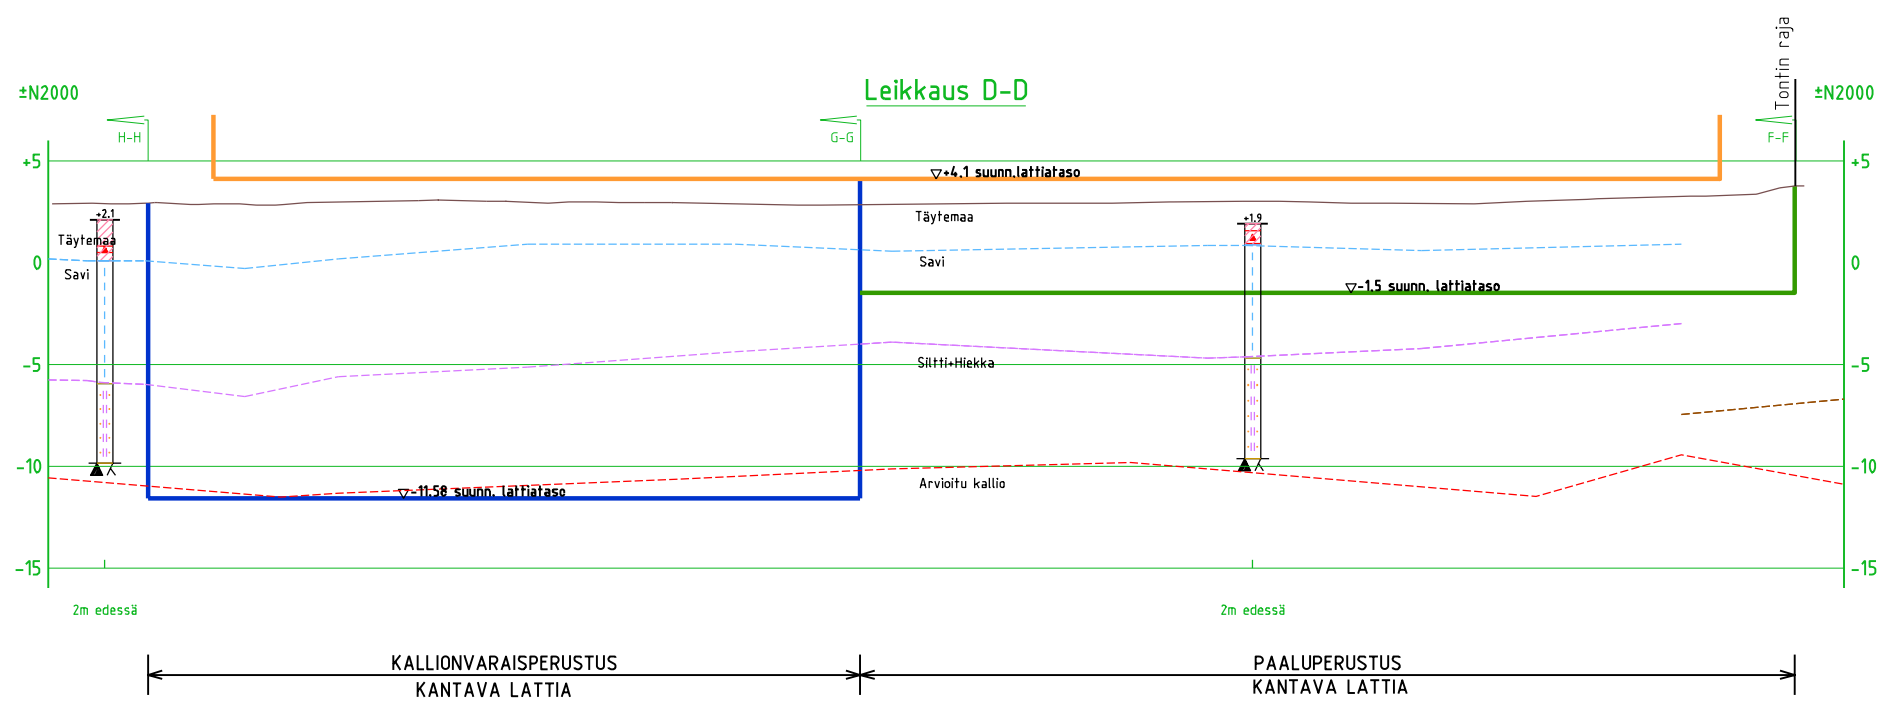 Tontin raja
Leikkaus D-D
±N2000
±N2000
H-H
G-G
F-F
+5
+5
+4.1 suunn.lattiataso
+2.1
Täytemaa
+1.9
Täytemaa
0
Savi
0
Savi
-1.5 suunn. lattiataso
-5
Siltti+Hiekka
-5
-10
-10
Arvioitu kallio
-11.58 suunn. lattiataso
-15
-15
2m edessä
2m edessä
KALLIONVARAISPERUSTUS
KANTAVA LATTIA
PAALUPERUSTUS
KANTAVA LATTIA